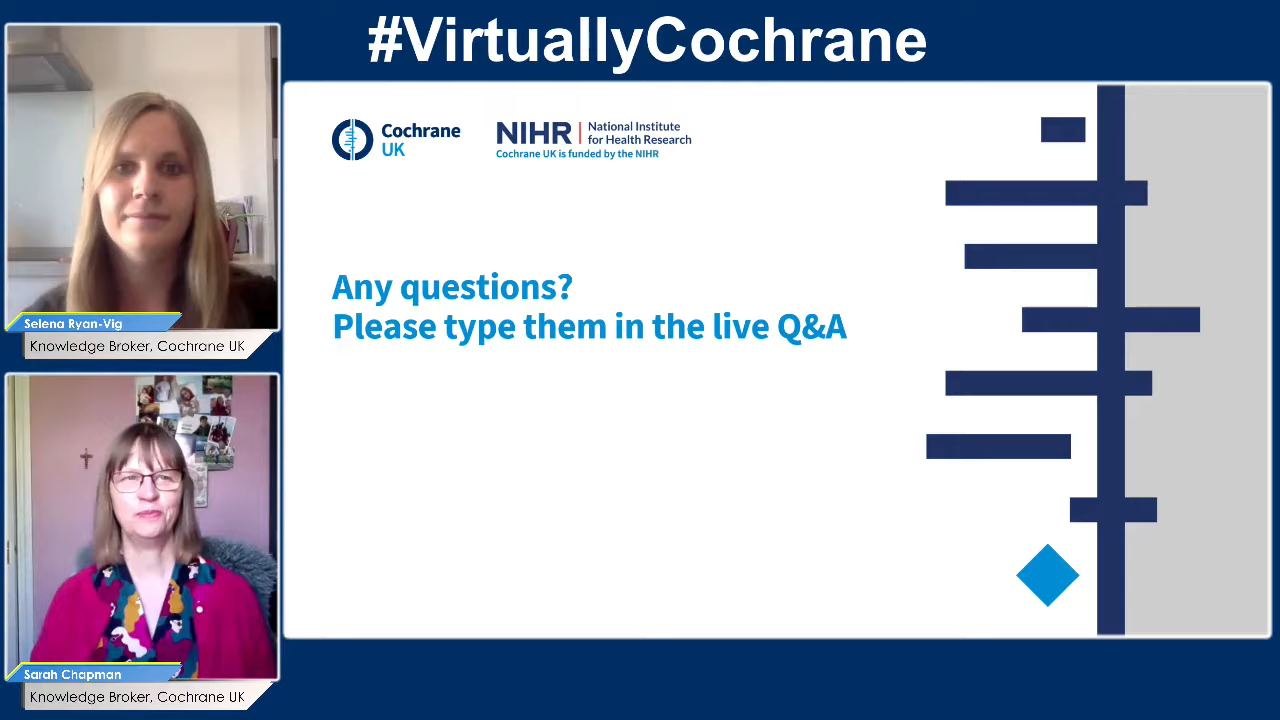 #VirtuallyCochrane
Cochrane
UK
NIHR
National Institute
for Health Research
Cochrane UK is funded by the NIHR
Any questions?
Please type them in the live Q&A
Selena Ryan-Vig
Knowledge Broker, Cochrane UK
Sarah Chapman
Knowledge Broker, Cochrane UK